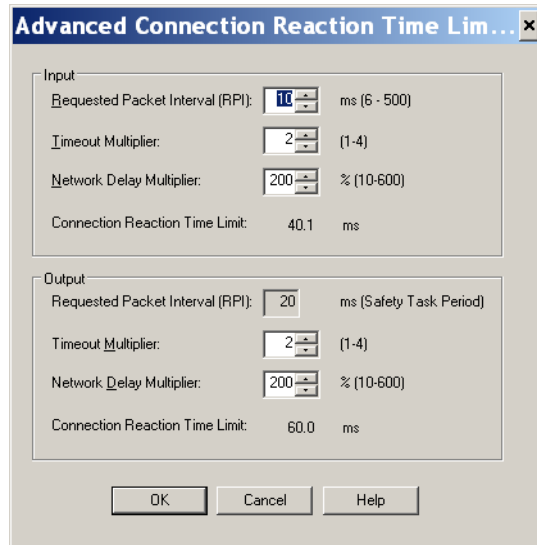 Advanced Connection Reaction Time Lim...
Input
Requested Packet Interval (RPI): 10 ms (6 - 500)
Timeout Multiplier: 2 (1-4)
Network Delay Multiplier: 200 % (10-600)
Connection Reaction Time Limit: 40.1 ms
Output
Requested Packet Interval (RPI): 20 ms (Safety Task Period)
Timeout Multiplier: 2 (1-4)
Network Delay Multiplier: 200 % (10-600)
Connection Reaction Time Limit: 60.0 ms
OK Cancel Help